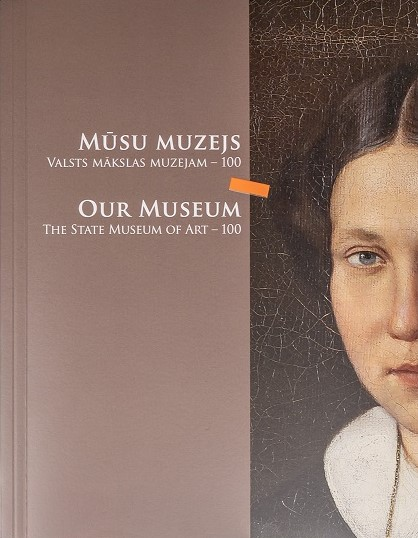 MŪSU MUZEJS
VALSTS MĀKSLAS MUZEJAM – 100
OUR MUSEUM
THE STATE MUSEUM OF ART – 100